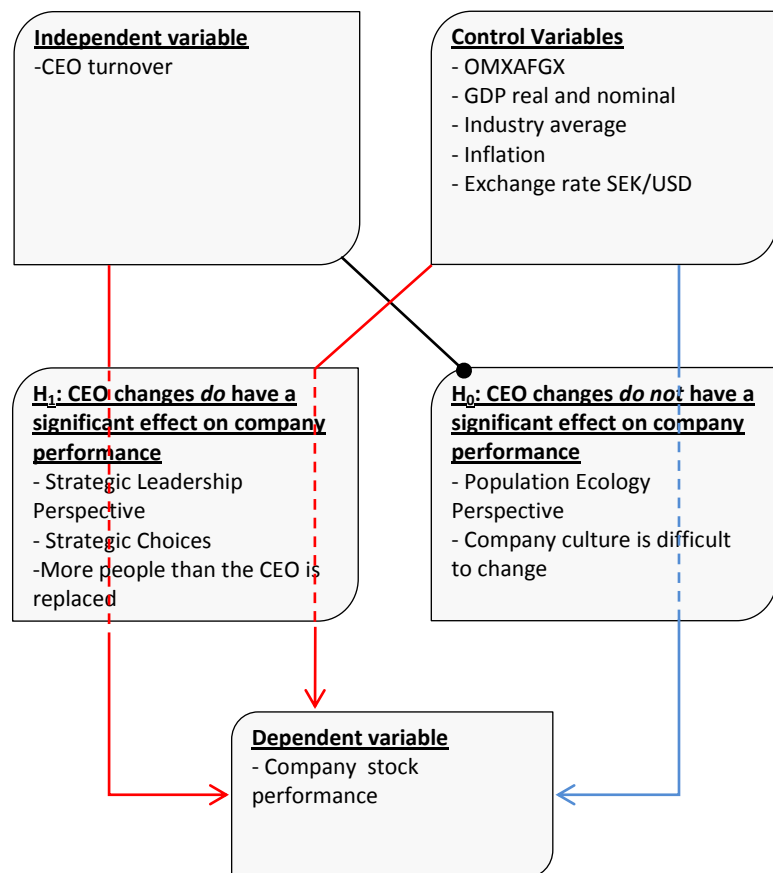 Independent variable
-CEO turnover
Control Variables
- OMXAFGX
- GDP real and nominal
- Industry average
- Inflation
- Exchange rate SEK/USD
H1: CEO changes do have a
significant effect on company
performance
- Strategic Leadership
Perspective
- Strategic Choices
-More people than the CEO is
replaced
H0: CEO changes do not have a
significant effect on company
performance
- Population Ecology
Perspective
- Company culture is difficult
to change
Dependent variable
- Company  stock
performance